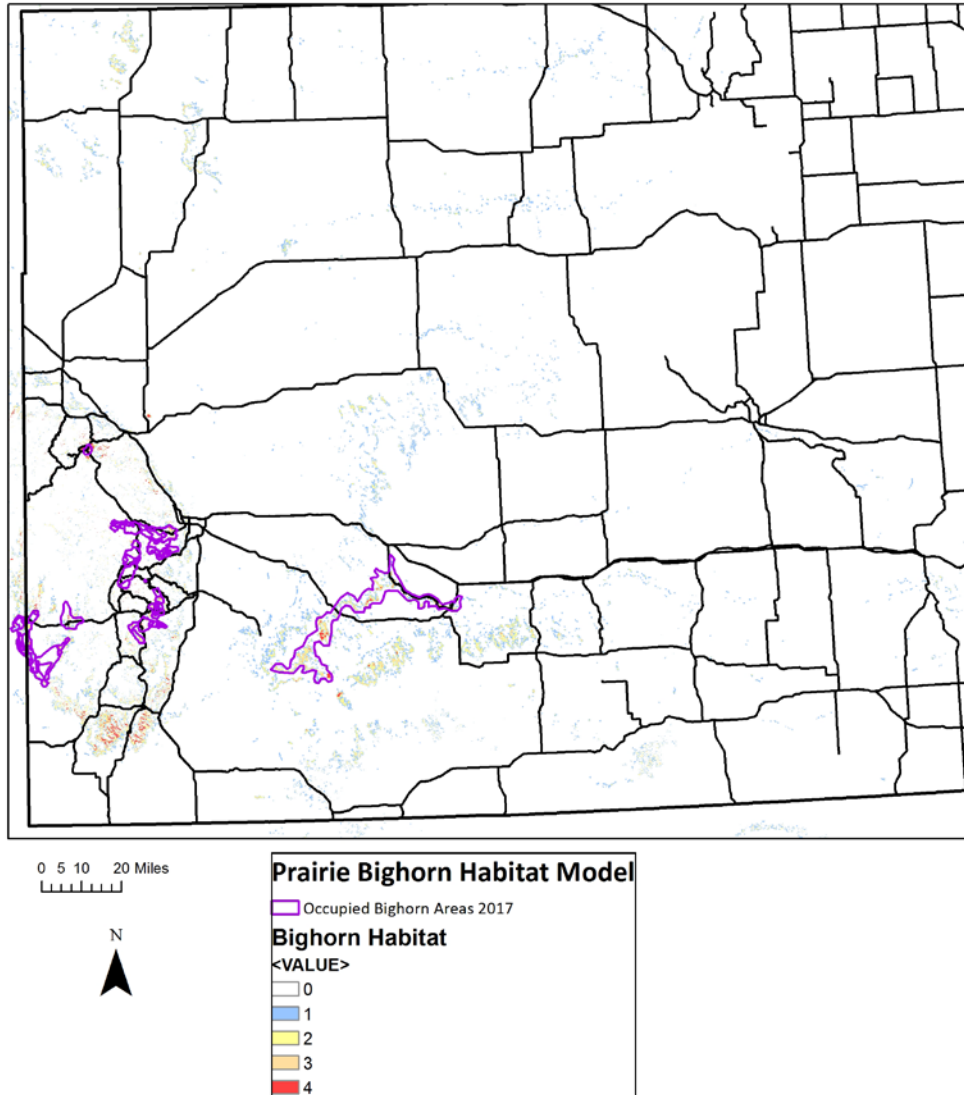 0 5 10 20 Miles
N
Prairie Bighorn Habitat Model
Occupied Bighorn Areas 2017
Bighorn Habitat
<VALUE>
0
1
2
3
4